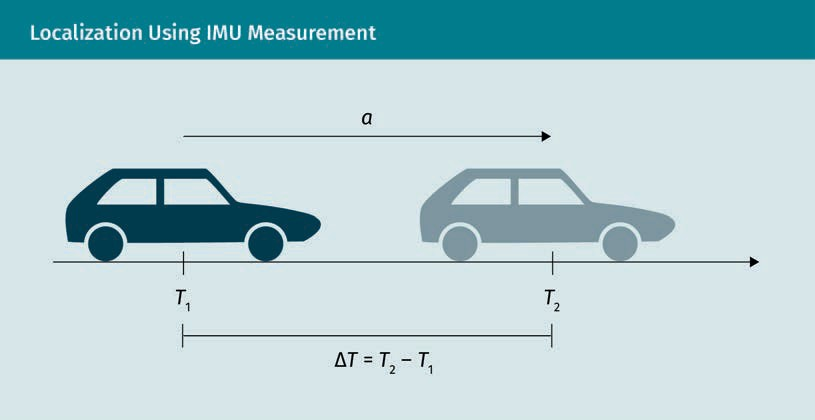 Localization Using IMU Measurement
a
T₁
T₂
ΔT = T₂ − T₁